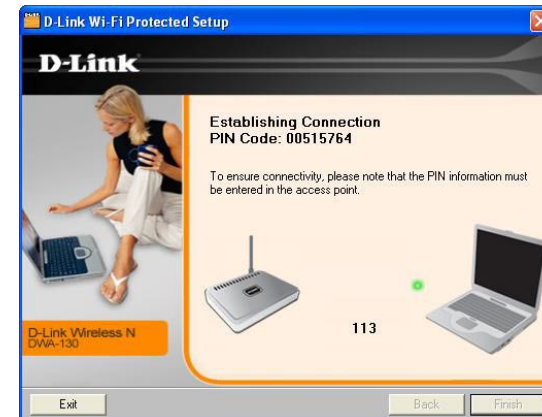 D-Link Wi-Fi Protected Setup
D-Link
Establishing Connection
PIN Code: 00515764
To ensure connectivity, please note that the PIN information must
be entered in the access point.
113
D-Link Wireless N
DWA-130
Exit
Back
Finish